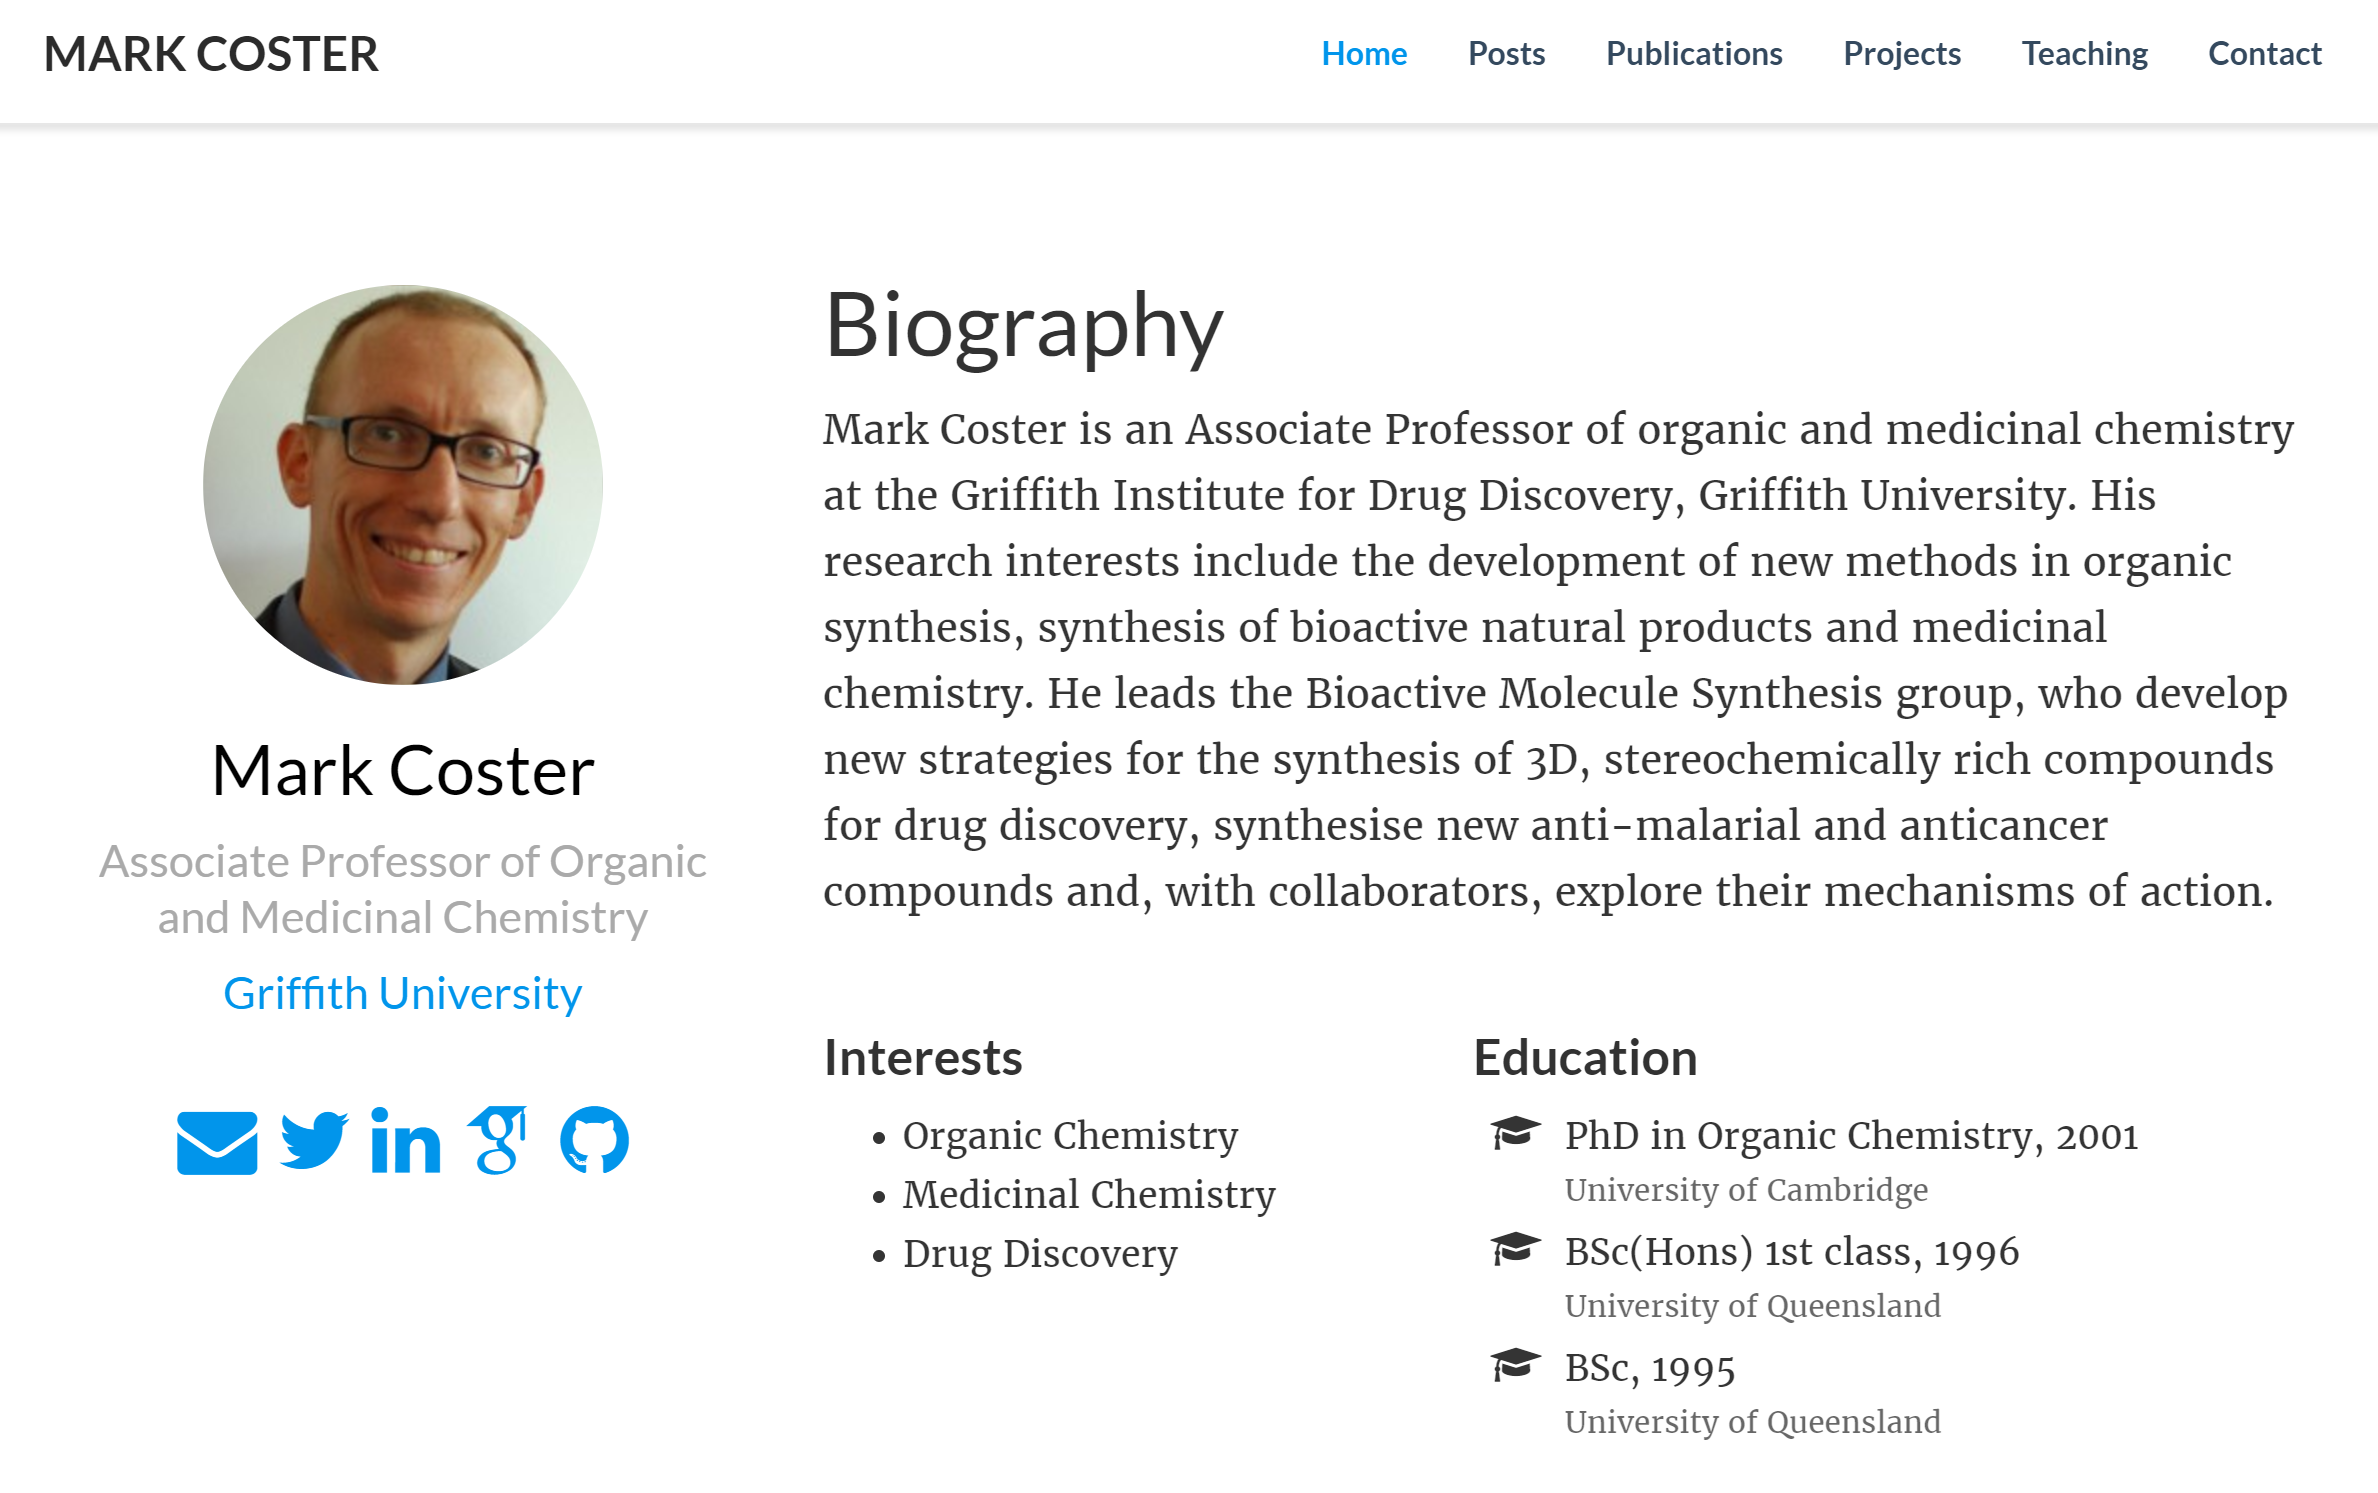 MARK COSTER
Home Posts Publications Projects Teaching Contact
Mark Coster
Associate Professor of Organic
and Medicinal Chemistry
Griffith University
Biography
Mark Coster is an Associate Professor of organic and medicinal chemistry
at the Griffith Institute for Drug Discovery, Griffith University. His
research interests include the development of new methods in organic
synthesis, synthesis of bioactive natural products and medicinal
chemistry. He leads the Bioactive Molecule Synthesis group, who develop
new strategies for the synthesis of 3D, stereochemically rich compounds
for drug discovery, synthesise new anti-malarial and anticancer
compounds and, with collaborators, explore their mechanisms of action.
Interests
• Organic Chemistry
• Medicinal Chemistry
• Drug Discovery
Education
PhD in Organic Chemistry, 2001
University of Cambridge
BSc(Hons) 1st class, 1996
University of Queensland
BSc, 1995
University of Queensland